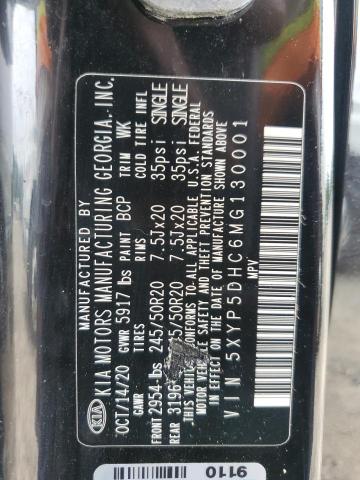 KIA
MANUFACTURED BY
KIA MOTORS MANUFACTURING GEORGIA, INC.
OCT/14/20 GVWR 5917 lbs PAINT BCP TRIM WK
GAWR TIRES RIMS COLD TIRE INFL
FRONT 2954 lbs 245/50R20 7.5Jx20 35psi SINGLE
REAR 3196 5/50R20 7.5Jx20 35psi SINGLE
THIS VEHICLE CONFORMS TO ALL APPLICABLE U.S.A. FEDERAL
MOTOR VEHICLE SAFETY AND THEFT PREVENTION STANDARDS
IN EFFECT ON THE DATE OF MANUFACTURE SHOWN ABOVE.
VIN 5XYP5DHC6MG130001
MPV
9110